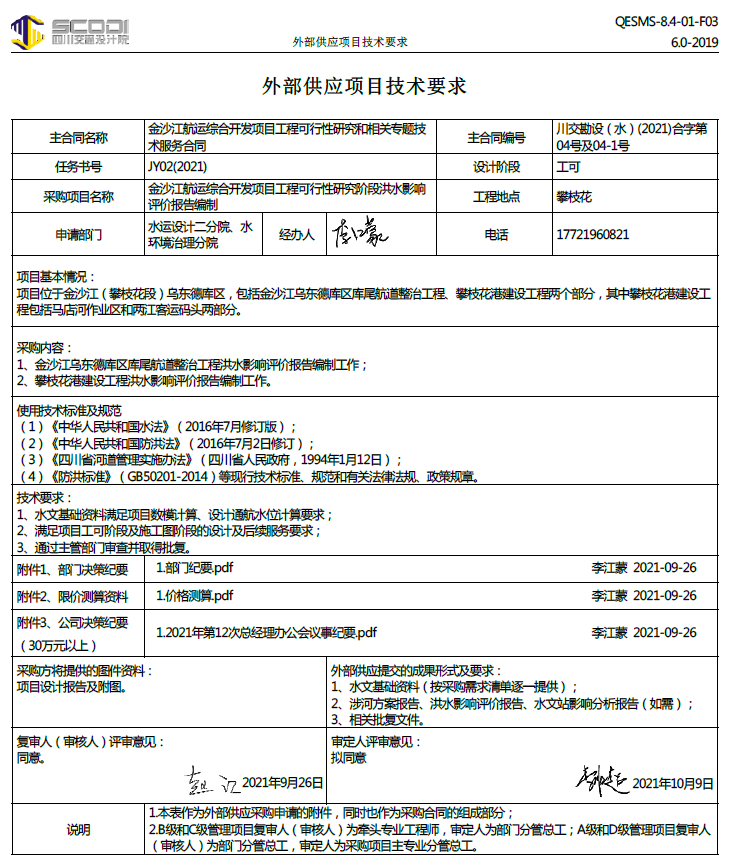 SCODI
四川交通设计院
外部供应项目技术要求
QESMS-8.4-01-F03
6.0-2019
外部供应项目技术要求
主合同名称
金沙江航运综合开发项目工程可行性研究和相关专题技
术服务合同
主合同编号
川交勘设（水）(2021)合字第
04号及04-1号
任务书号
JY02(2021)
设计阶段
工可
采购项目名称
金沙江航运综合开发项目工程可行性研究阶段洪水影响
评价报告编制
工程地点
攀枝花
申请部门
水运设计二分院、水
环境治理分院
经办人
李江蒙
电话
17721960821
项目基本情况：
项目位于金沙江（攀枝花段）乌东德库区，包括金沙江乌东德库区库尾航道整治工程、攀枝花港建设工程两个部分，其中攀枝花港建设工
程包括马店河作业区和两江客运码头两部分。
采购内容：
1、金沙江乌东德库区库尾航道整治工程洪水影响评价报告编制工作；
2、攀枝花港建设工程洪水影响评价报告编制工作。
使用技术标准及规范
（1）《中华人民共和国水法》（2016年7月修订版）；
（2）《中华人民共和国防洪法》（2016年7月2日修订）；
（3）《四川省河道管理实施办法》（四川省人民政府，1994年1月12日）；
（4）《防洪标准》（GB50201-2014）等现行技术标准、规范和有关法律法规、政策规章。
技术要求：
1、水文基础资料满足项目数模计算、设计通航水位计算要求；
2、满足项目工可阶段及施工图阶段的设计及后续服务要求；
3、通过主管部门审查并取得批复。
附件1、部门决策纪要
1.部门纪要.pdf
李江蒙 2021-09-26
附件2、限价测算资料
1.价格测算.pdf
李江蒙 2021-09-26
附件3、公司决策纪要
（30万元以上）
1.2021年第12次总经理办公会议事纪要.pdf
李江蒙 2021-09-26
采购方将提供的图件资料：
项目设计报告及附图。
外部供应提交的成果形式及要求：
1、水文基础资料（按采购需求清单逐一提供）；
2、涉河方案报告、洪水影响评价报告、水文站影响分析报告（如需）；
3、相关批复文件。
复审人（审核人）评审意见：
同意。
2021年9月26日
审定人评审意见：
拟同意
2021年10月9日
说明
1.本表作为外部供应采购申请的附件，同时也作为采购合同的组成部分；
2.B级和C级管理项目复审人（审核人）为牵头专业工程师，审定人为部门分管总工；A级和D级管理项目复审人
（审核人）为部门分管总工，审定人为采购项目主专业分管总工。